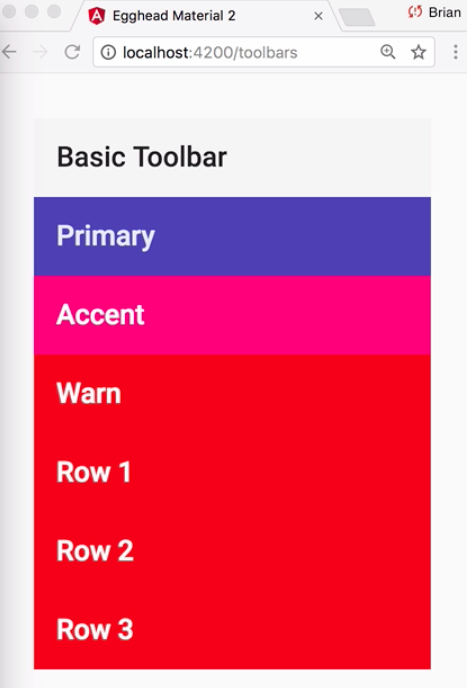 Egghead Material 2
Brian
localhost:4200/toolbars
Basic Toolbar
Primary
Accent
Warn
Row 1
Row 2
Row 3